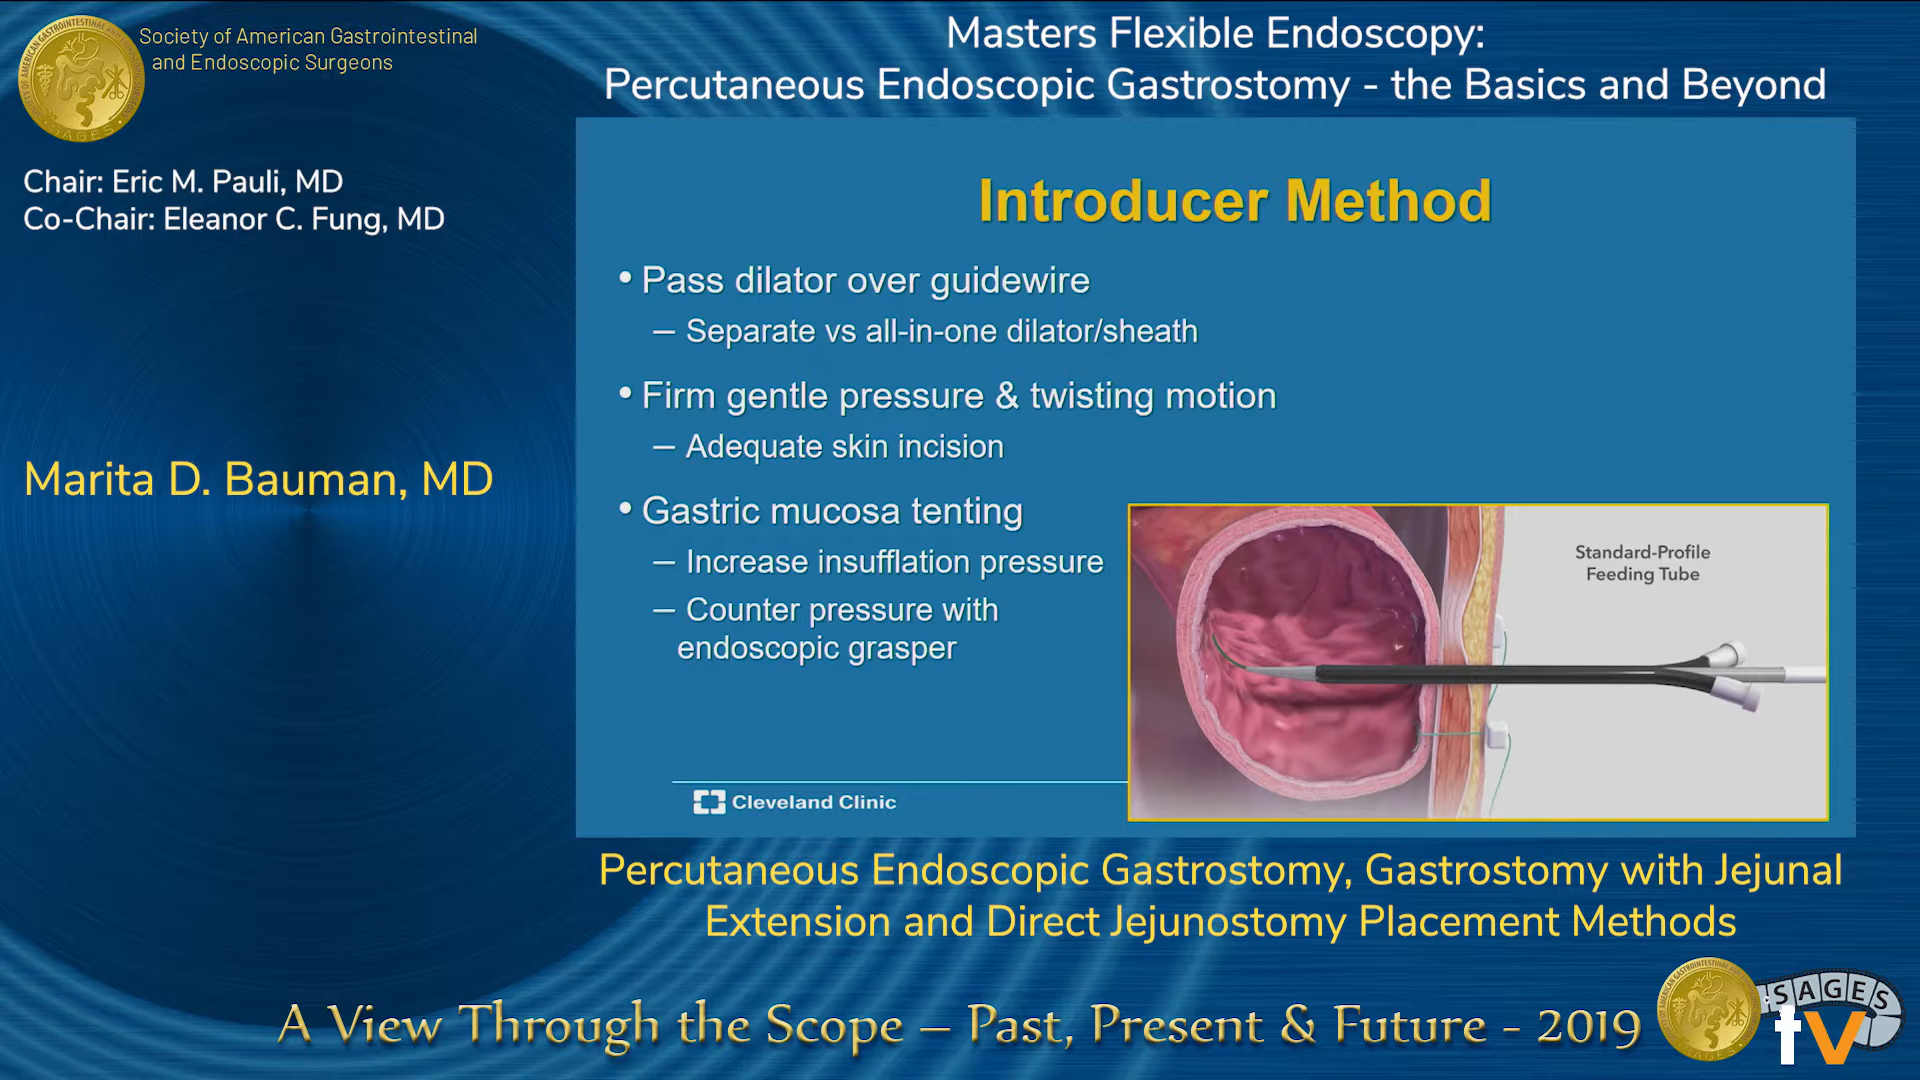 Society of American Gastrointestinal
and Endoscopic Surgeons
Masters Flexible Endoscopy:
Percutaneous Endoscopic Gastrostomy - the Basics and Beyond
Chair: Eric M. Pauli, MD
Co-Chair: Eleanor C. Fung, MD
Marita D. Bauman, MD
Introducer Method
• Pass dilator over guidewire
– Separate vs all-in-one dilator/sheath
• Firm gentle pressure & twisting motion
– Adequate skin incision
• Gastric mucosa tenting
– Increase insufflation pressure
– Counter pressure with
endoscopic grasper
Standard-Profile
Feeding Tube
Cleveland Clinic
Percutaneous Endoscopic Gastrostomy, Gastrostomy with Jejunal
Extension and Direct Jejunostomy Placement Methods
A View Through the Scope – Past, Present & Future - 2019
SAGES
tv